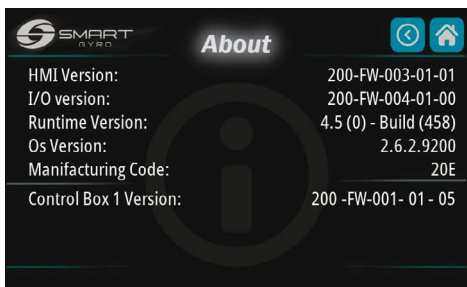 SMART
GYRO
About
HMI Version: 200-FW-003-01-01
I/O version: 200-FW-004-01-00
Runtime Version: 4.5 (0) - Build (458)
Os Version: 2.6.2.9200
Manifacturing Code: 20E
Control Box 1 Version: 200 -FW-001- 01 - 05